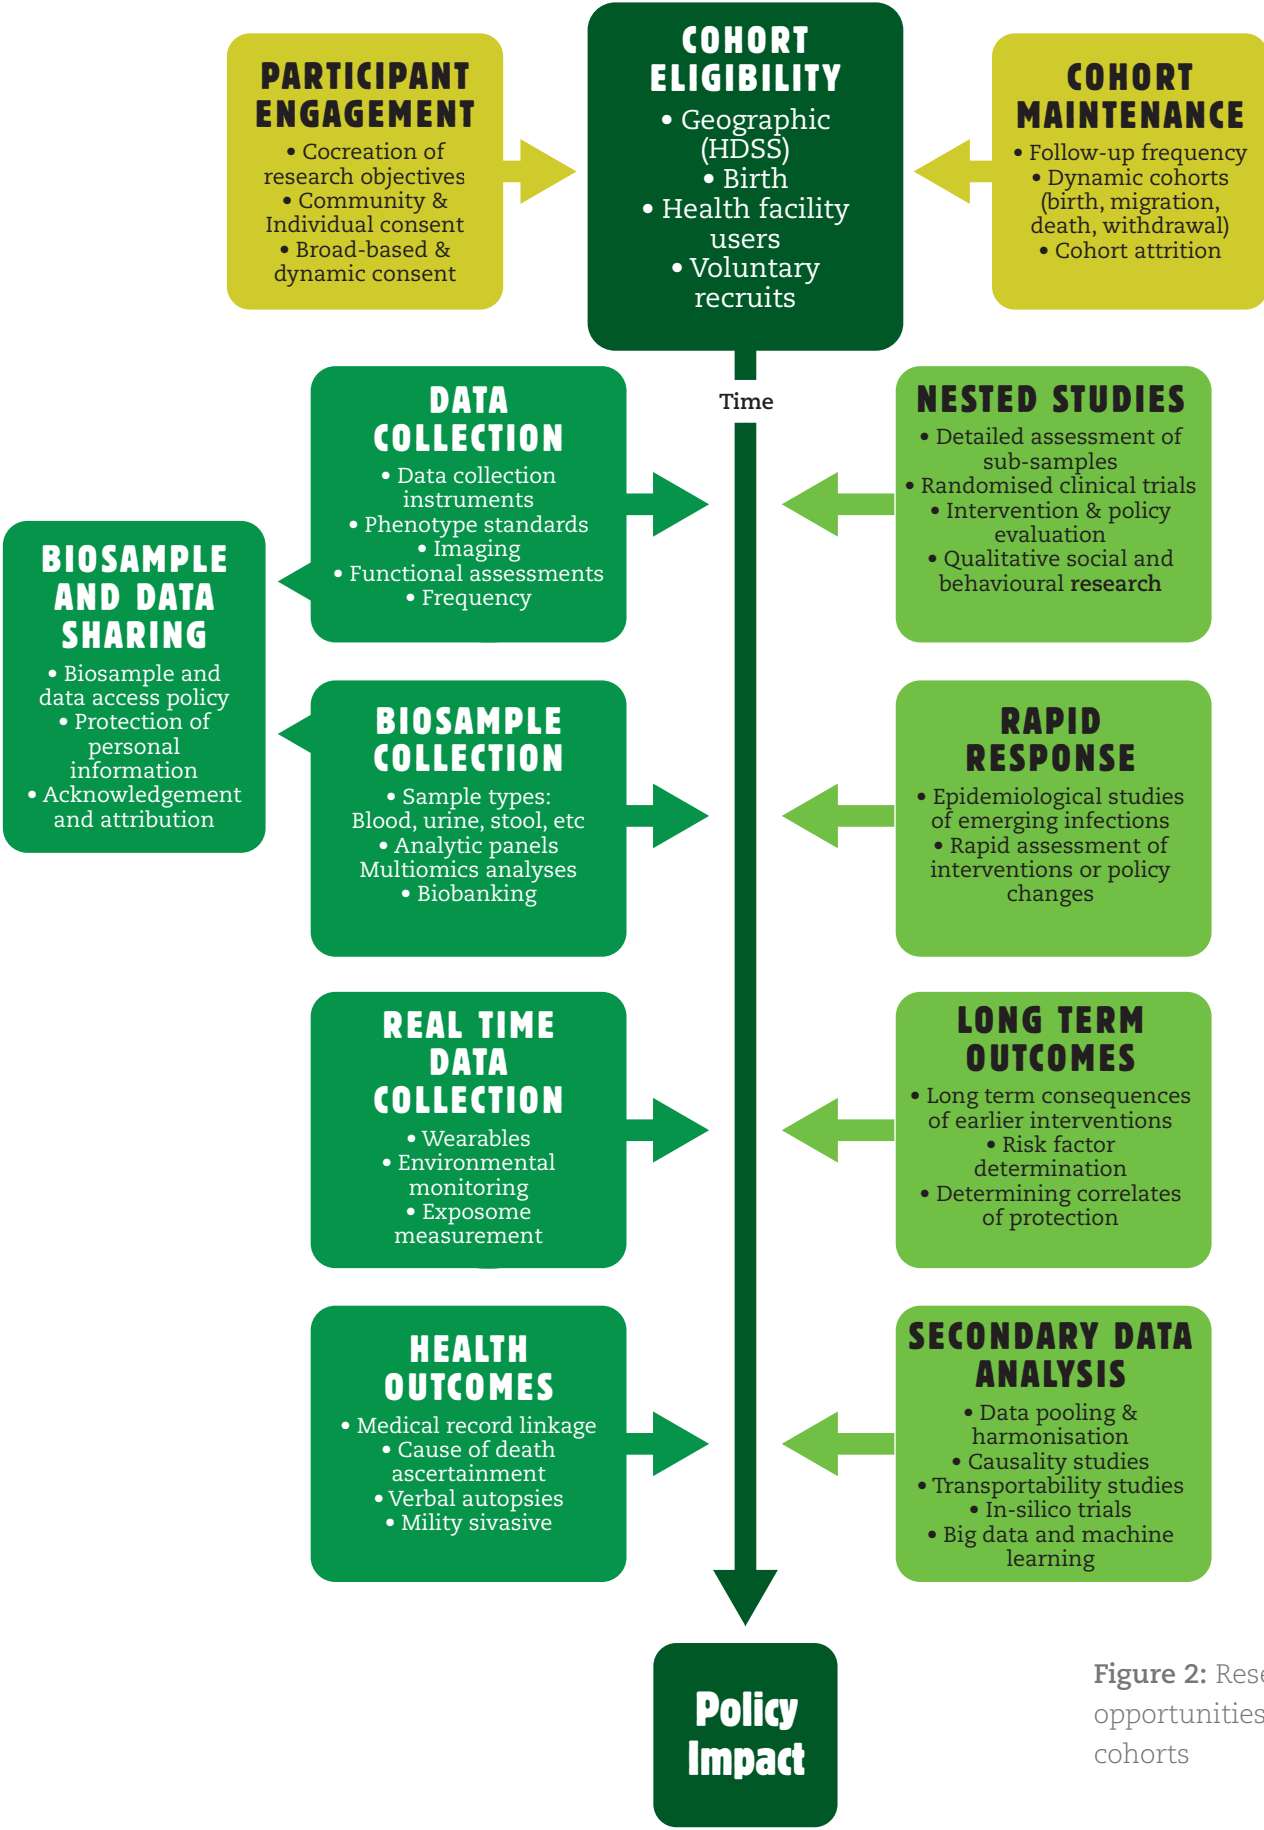 PARTICIPANT
ENGAGEMENT
• Cocreation of
research objectives
• Community &
Individual consent
• Broad-based &
dynamic consent
COHORT
ELIGIBILITY
• Geographic
(HDSS)
• Birth
• Health facility
users
• Voluntary
recruits
COHORT
MAINTENANCE
• Follow-up frequency
• Dynamic cohorts
(birth, migration,
death, withdrawal)
• Cohort attrition
Time
DATA
COLLECTION
• Data collection
instruments
• Phenotype standards
• Imaging
• Functional assessments
• Frequency
NESTED STUDIES
• Detailed assessment of
sub-samples
• Randomised clinical trials
• Intervention & policy
evaluation
• Qualitative social and
behavioural research
BIOSAMPLE
AND DATA
SHARING
• Biosample and
data access policy
• Protection of
personal
information
• Acknowledgement
and attribution
BIOSAMPLE
COLLECTION
• Sample types:
Blood, urine, stool, etc
• Analytic panels
Multiomics analyses
• Biobanking
RAPID
RESPONSE
• Epidemiological studies
of emerging infections
• Rapid assessment of
interventions or policy
changes
REAL TIME
DATA
COLLECTION
• Wearables
• Environmental
monitoring
• Exposome
measurement
LONG TERM
OUTCOMES
• Long term consequences
of earlier interventions
• Risk factor
determination
• Determining correlates
of protection
HEALTH
OUTCOMES
• Medical record linkage
• Cause of death
ascertainment
• Verbal autopsies
• Mility sivasive
SECONDARY DATA
ANALYSIS
• Data pooling &
harmonisation
• Causality studies
• Transportability studies
• In-silico trials
• Big data and machine
learning
Policy
Impact
Figure 2:
opportunities
cohorts